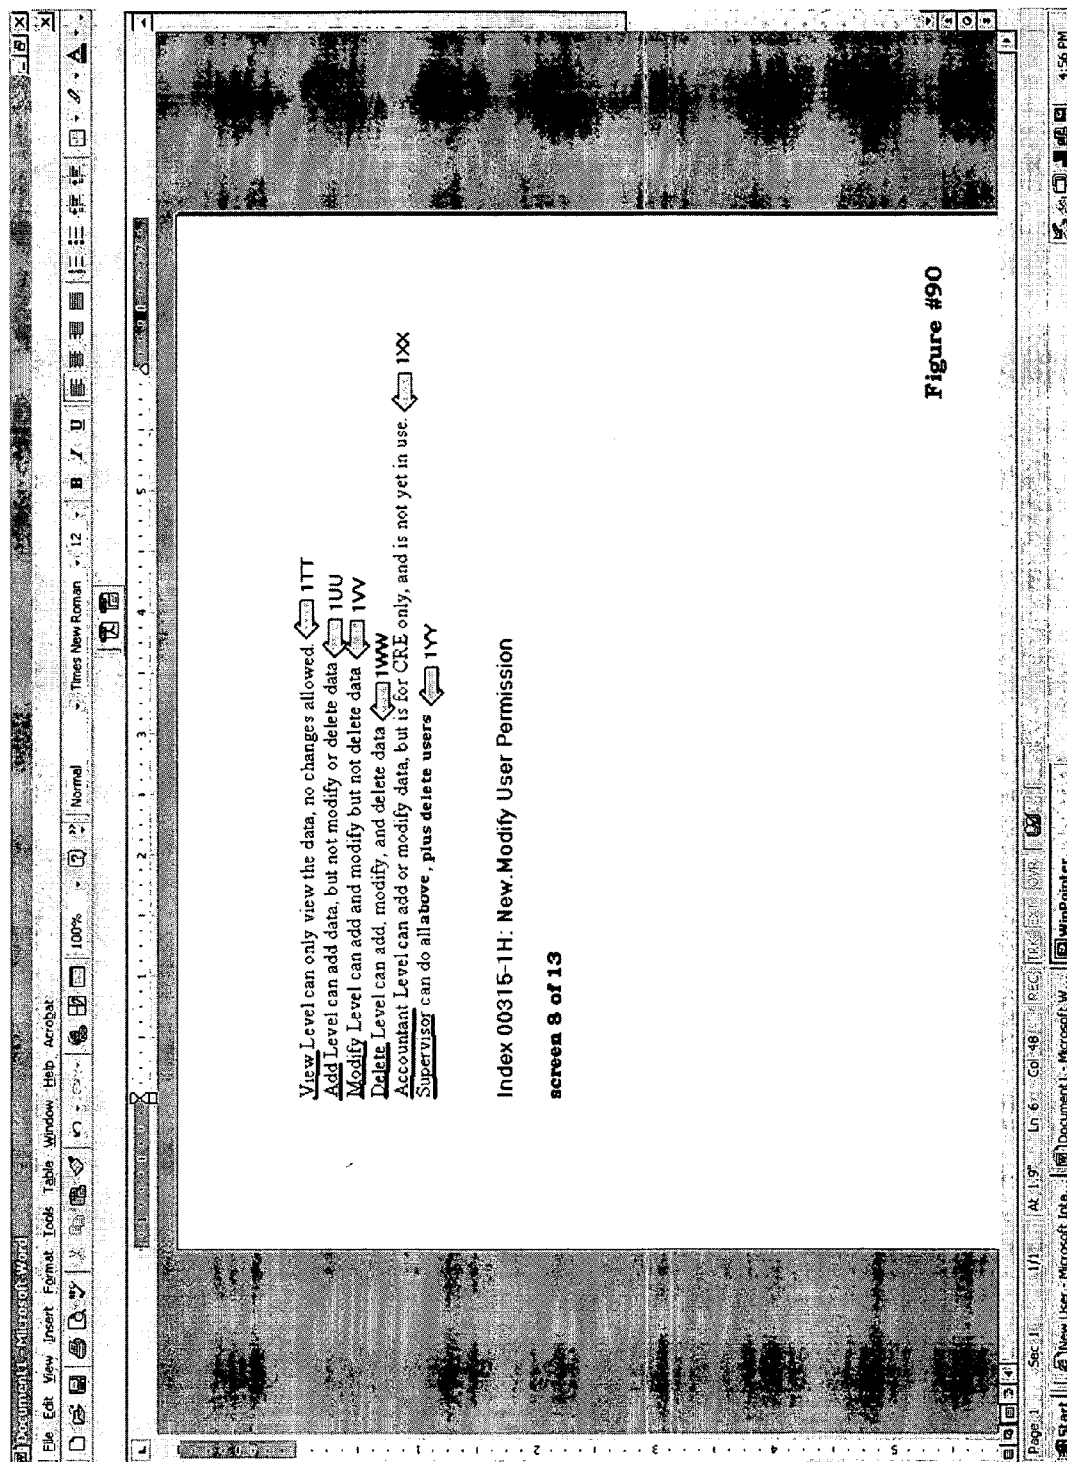 Document1 - Microsoft Word
File Edit View Insert Format Tools Table Window Help Acrobat
100% Normal Times New Roman 12 B I U A
View Level can only view the data, no changes allowed. 1TT
Add Level can add data, but not modify or delete data 1UU
Modify Level can add and modify but not delete data 1VV
Delete Level can add, modify, and delete data 1WW
Accountant Level can add or modify data, but is for CRE only, and is not yet in use. 1XX
Supervisor can do all above, plus delete users 1YY
Index 00315-1H: New.Modify User Permission
screen 8 of 13
Figure #90
Page 1 Sec 1 1/1 At 1.9" Ln 6 Col 48 REC TRK EXT OVR
Start New User - Microsoft Inte... Document1 - Microsoft W... WinPointer 4:56 PM